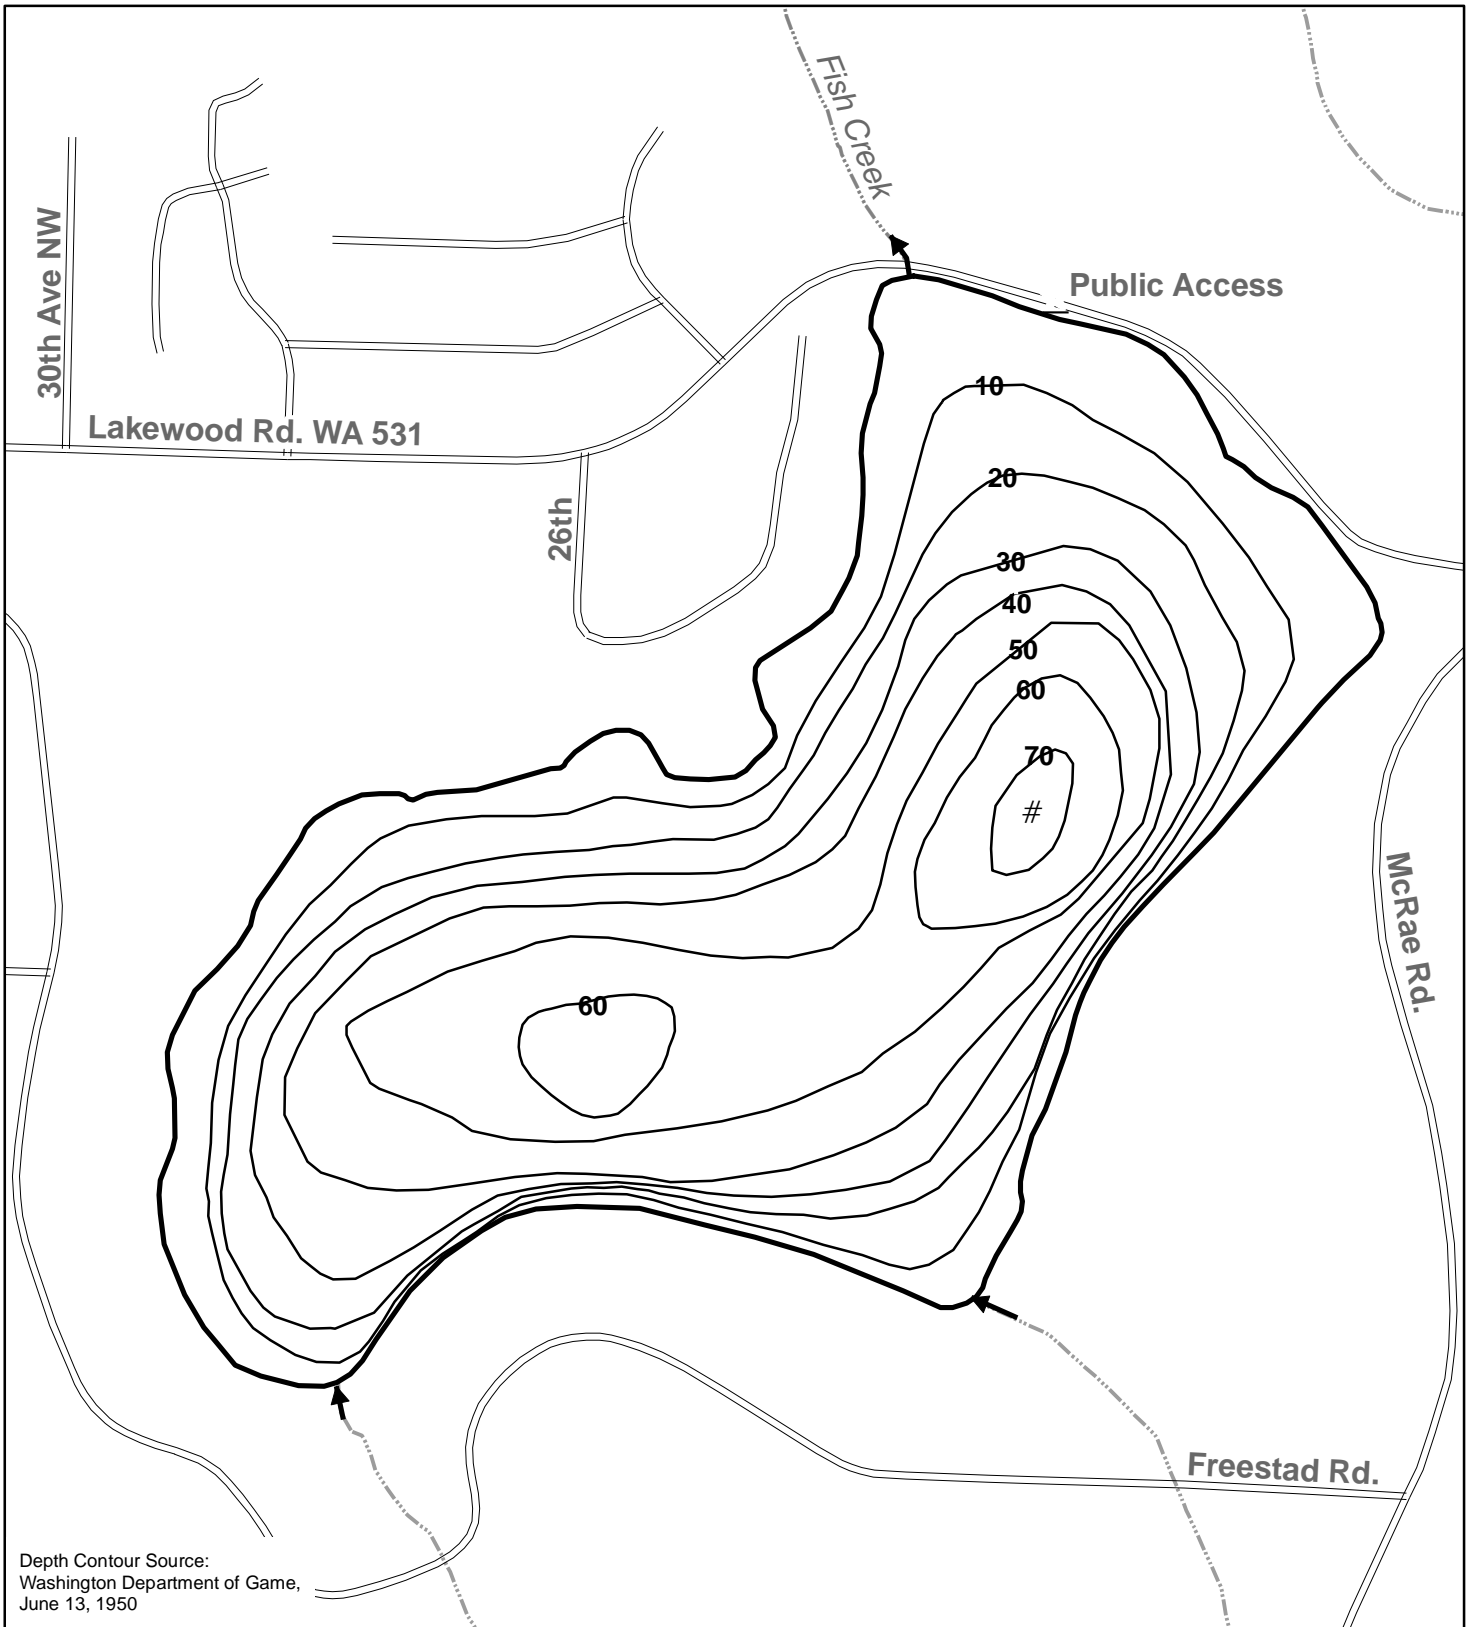 Fish Creek
Public Access
30th Ave NW
Lakewood Rd. WA 531
26th
10
20
30
40
50
60
70
#
60
McRae Rd.
Freestad Rd.
Depth Contour Source:
Washington Department of Game,
June 13, 1950